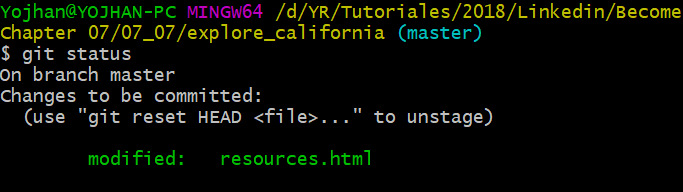 Yojhan@YOJHAN-PC MINGW64 /d/YR/Tutoriales/2018/Linkedin/Become
Chapter 07/07_07/explore_california (master)
$ git status
On branch master
Changes to be committed:
  (use "git reset HEAD <file>..." to unstage)
        modified:   resources.html